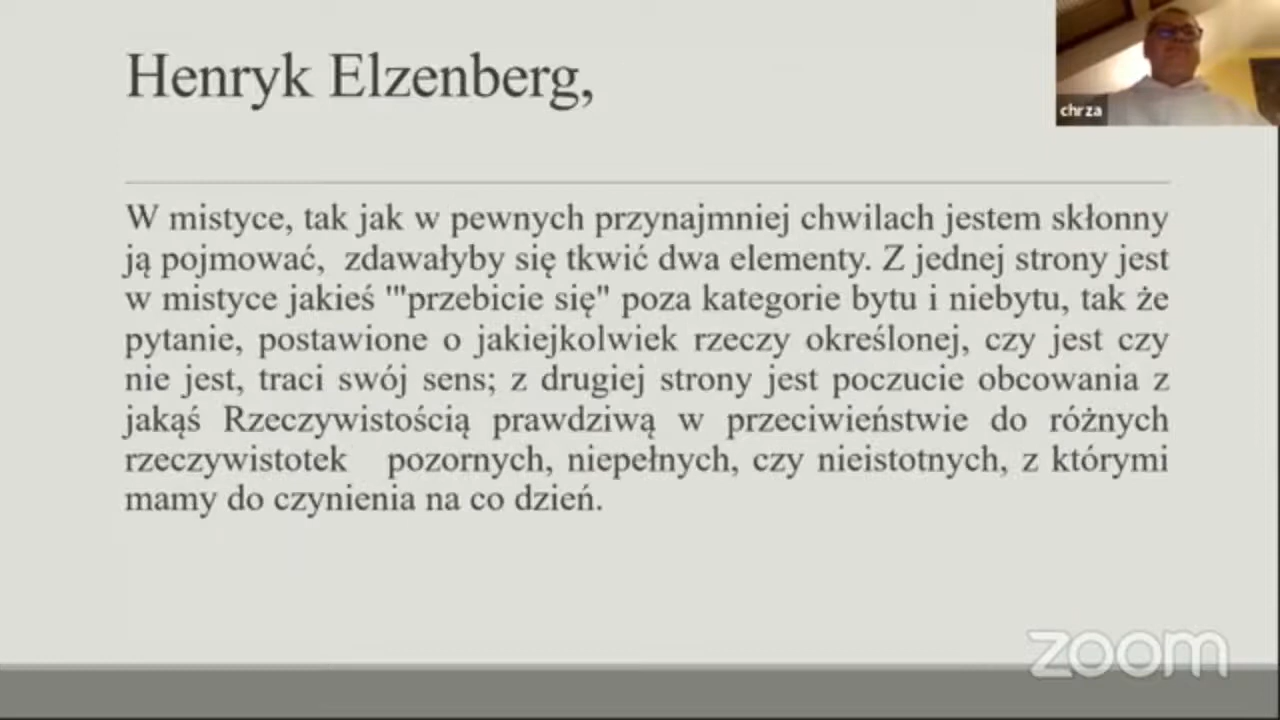 Henryk Elzenberg,
chrza
W mistyce, tak jak w pewnych przynajmniej chwilach jestem skłonny
ją pojmować,  zdawałyby się tkwić dwa elementy. Z jednej strony jest
w mistyce jakieś '"przebicie się" poza kategorie bytu i niebytu, tak że
pytanie, postawione o jakiejkolwiek rzeczy określonej, czy jest czy
nie jest, traci swój sens; z drugiej strony jest poczucie obcowania z
jakąś Rzeczywistością prawdziwą w przeciwieństwie do różnych
rzeczywistotek   pozornych, niepełnych, czy nieistotnych, z którymi
mamy do czynienia na co dzień.
zoom